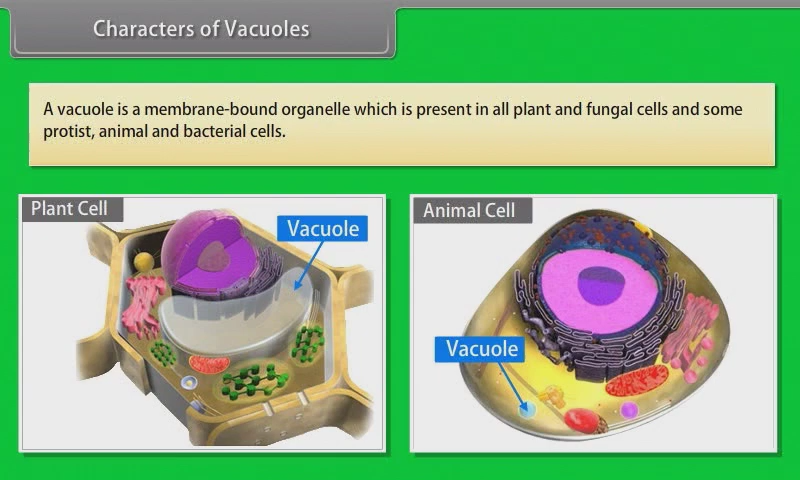 Characters of Vacuoles
A vacuole is a membrane-bound organelle which is present in all plant and fungal cells and some
protist, animal and bacterial cells.
Plant Cell
Vacuole
Animal Cell
Vacuole